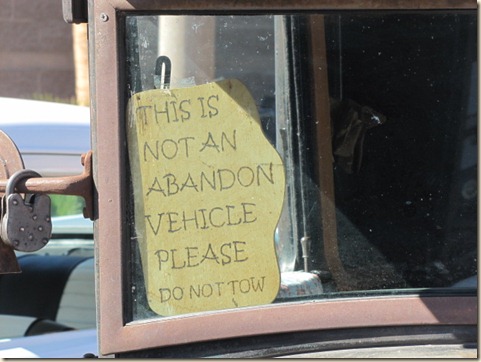 THIS IS
NOT AN
ABANDON
VEHICLE
PLEASE
DO NOT TOW